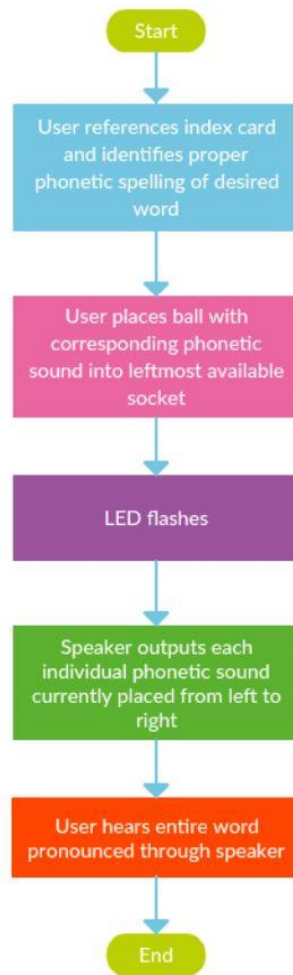 Start
User references index card
and identifies proper
phonetic spelling of desired
word
User places ball with
corresponding phonetic
sound into leftmost available
socket
LED flashes
Speaker outputs each
individual phonetic sound
currently placed from left to
right
User hears entire word
pronounced through speaker
End